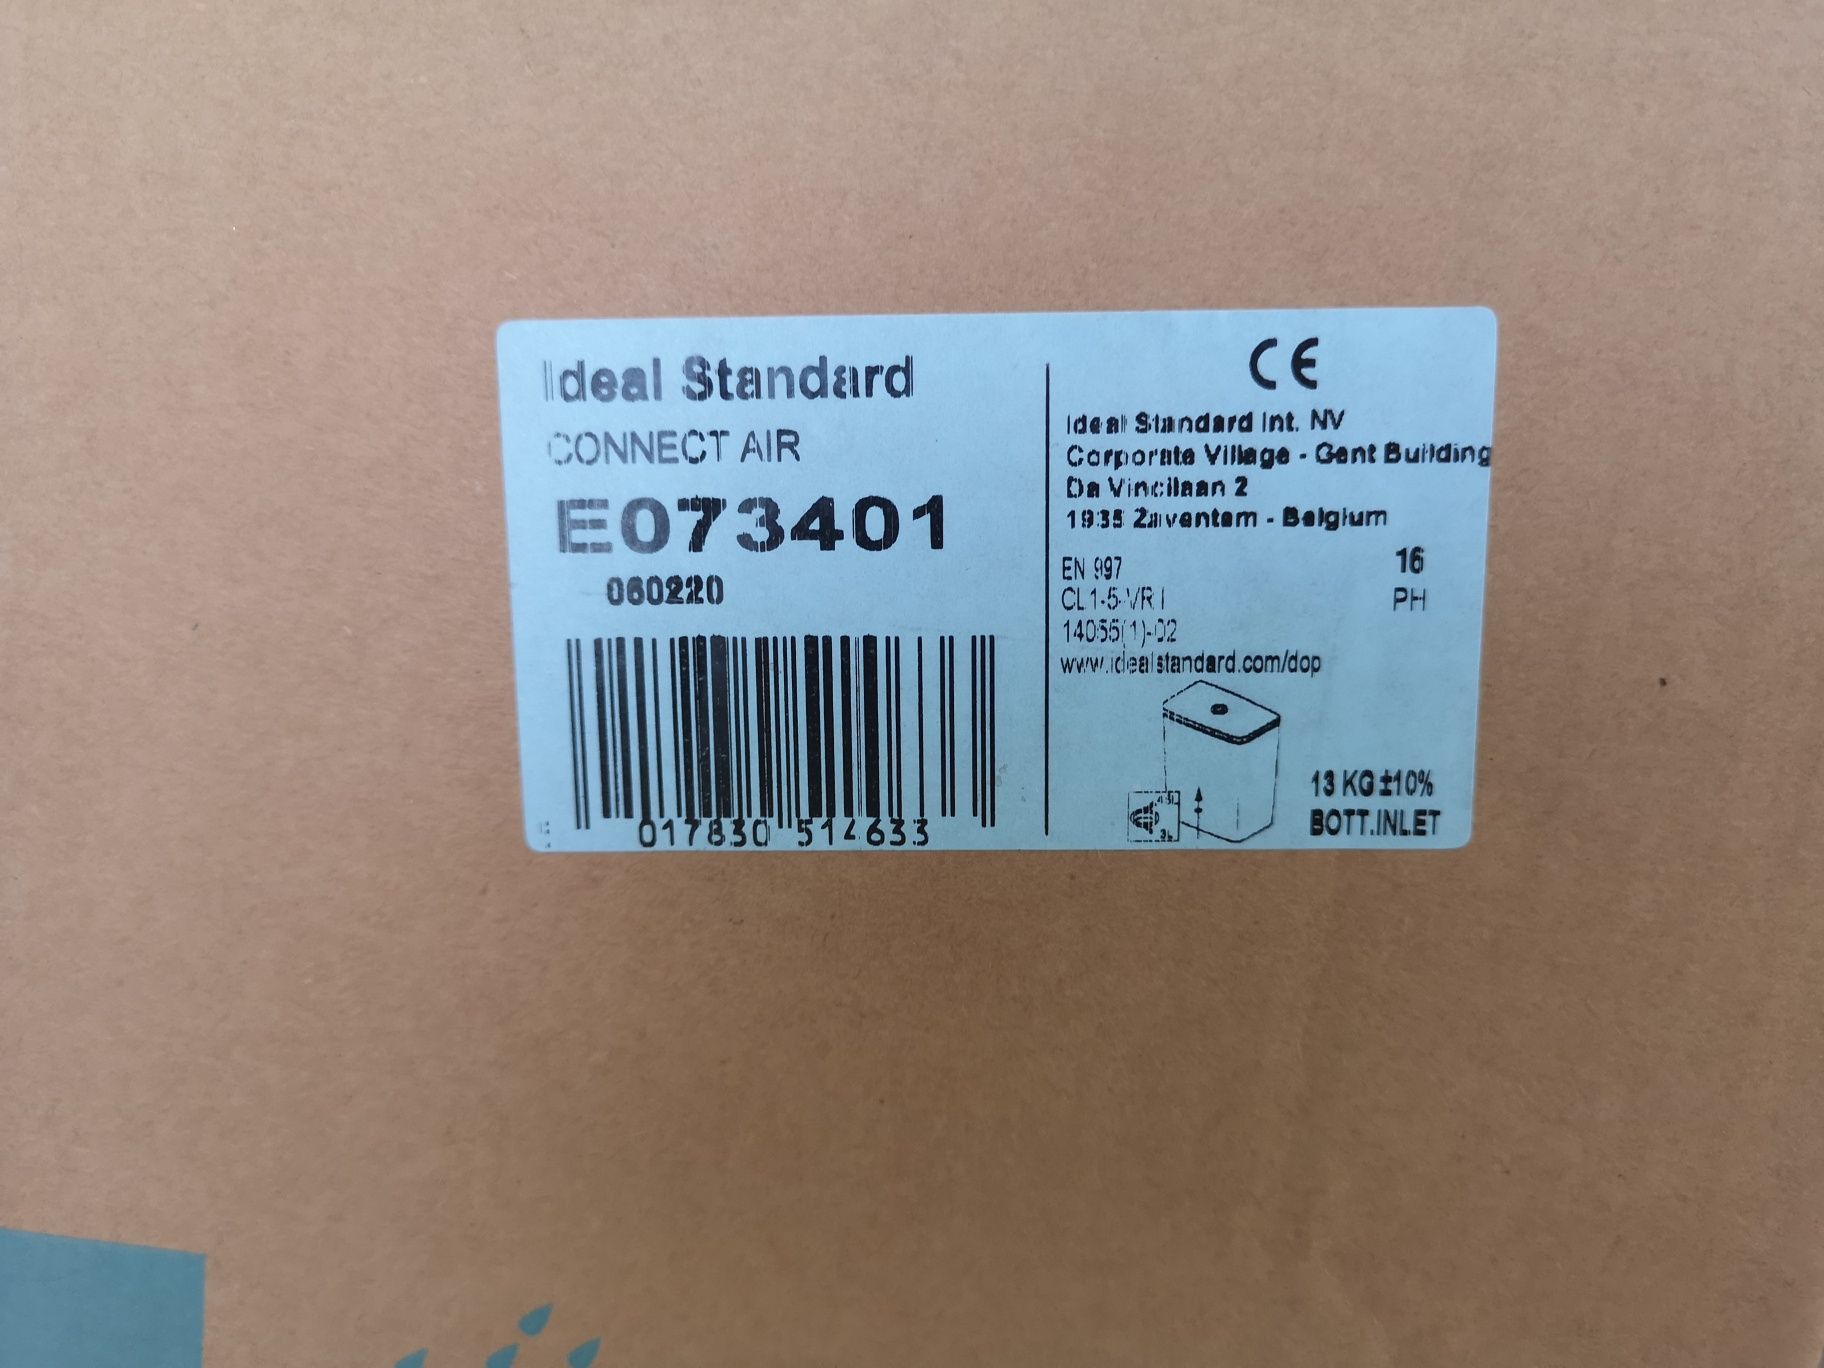 Ideal Standard
CONNECT AIR
E073401
060220
017830 514633
CE
Ideal Standard Int. NV
Corporate Village - Gent Building
Da Vincilaan 2
1935 Zaventem - Belgium
EN 997
16
CL1-5-VR I
PH
14055(1)-02
www.idealstandard.com/dop
13 KG ±10%
BOTT.INLET